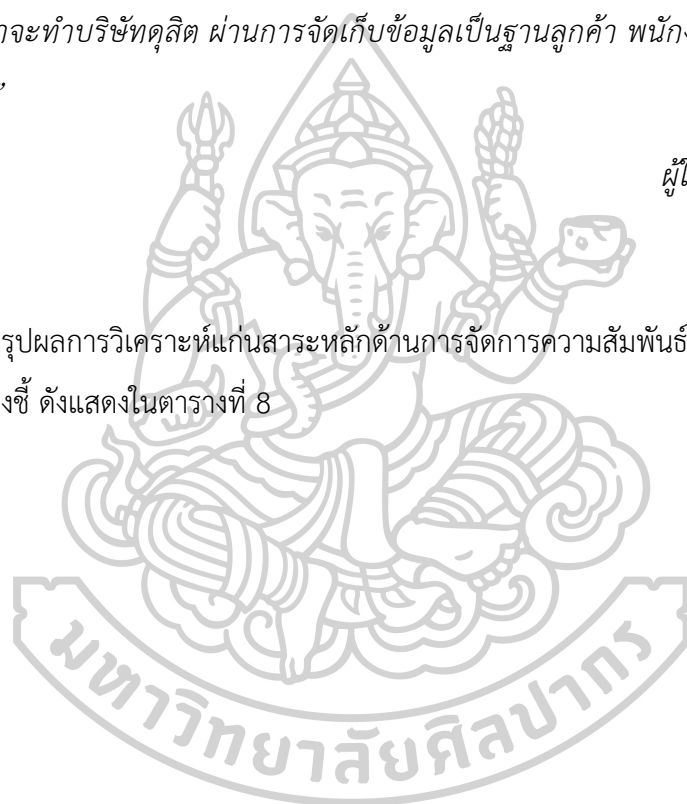 าจะทำบริษัทดุสิต ผ่านการจัดเก็บข้อมูลเป็นฐานลูกค้า
”
รุปผลการวิเคราะห์แก่นสาระหลักด้านการจัดการความสัมพันธ์
งชี้ ดังแสดงในตารางที่ 8
มหาวิทยาลัยศิลปากร